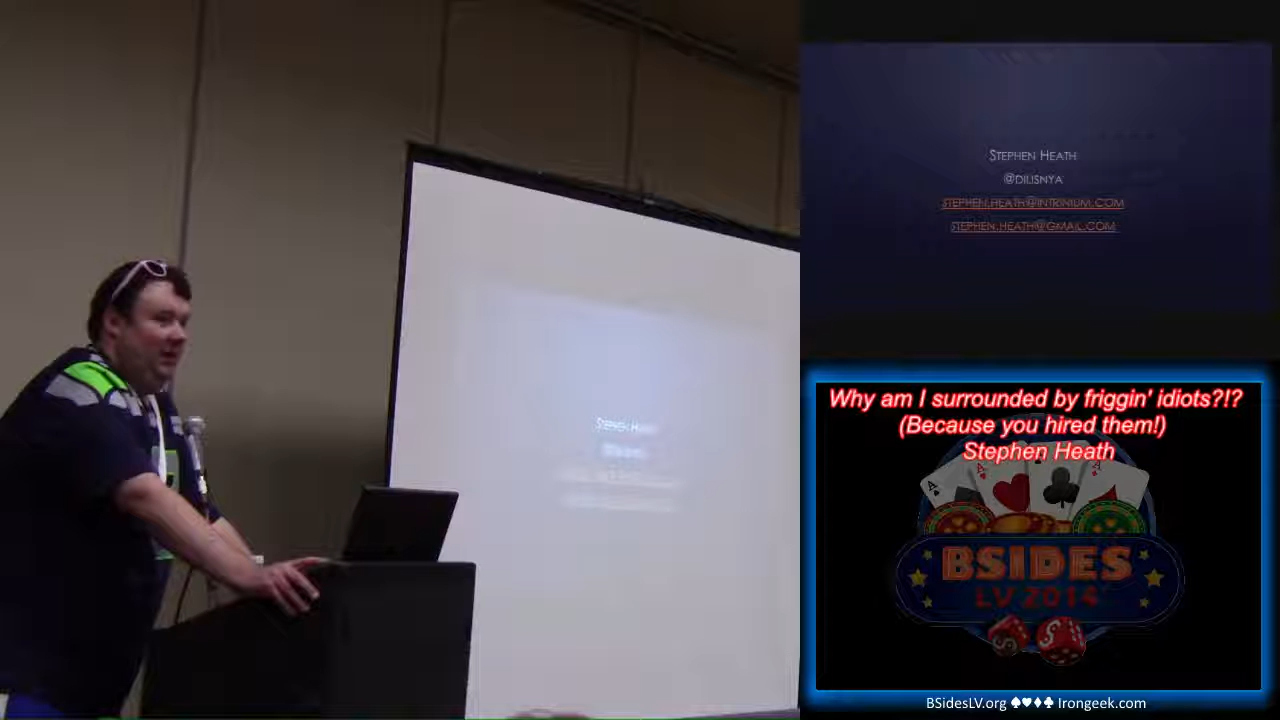 STEPHEN HEATH
@DILISNYA
STEPHEN.HEATH@INTRINIUM.COM
STEPHEN.HEATH@GMAIL.COM
Why am I surrounded by friggin' idiots?!?
(Because you hired them!)
Stephen Heath
BSIDES
LV 2014
BSidesLV.org ♠♥♦♣ Irongeek.com